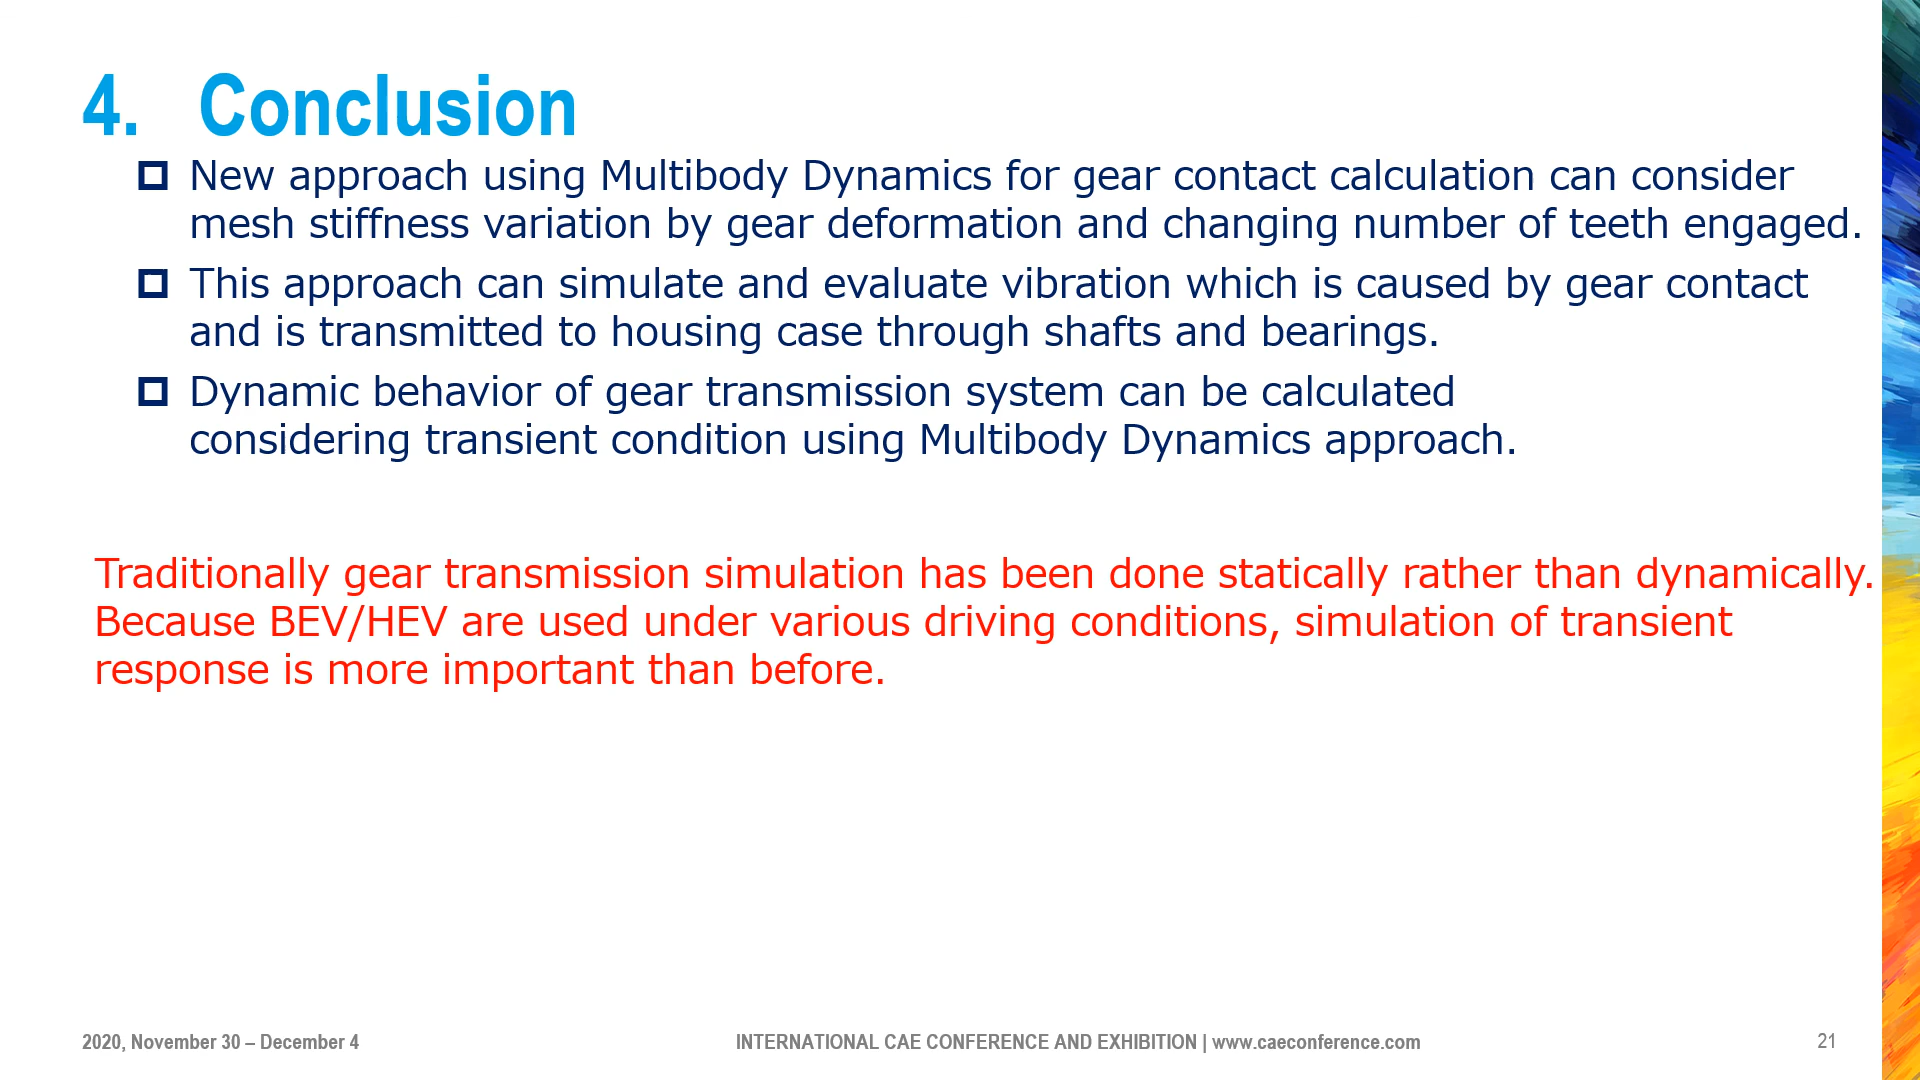 4. Conclusion
New approach using Multibody Dynamics for gear contact calculation can consider
mesh stiffness variation by gear deformation and changing number of teeth engaged.
This approach can simulate and evaluate vibration which is caused by gear contact
and is transmitted to housing case through shafts and bearings.
Dynamic behavior of gear transmission system can be calculated
considering transient condition using Multibody Dynamics approach.
Traditionally gear transmission simulation has been done statically rather than dynamically.
Because BEV/HEV are used under various driving conditions, simulation of transient
response is more important than before.
2020, November 30 – December 4
INTERNATIONAL CAE CONFERENCE AND EXHIBITION | www.caeconference.com
21